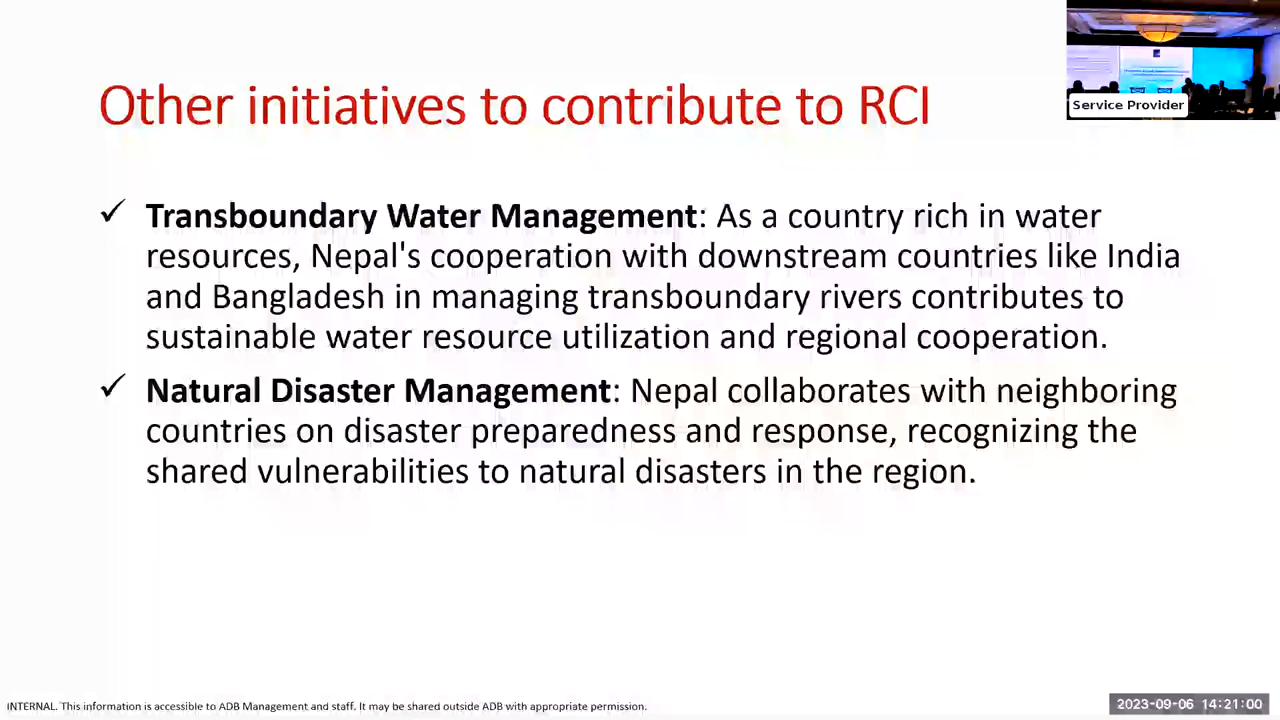 Service Provider
Other initiatives to contribute to RCI
✓ Transboundary Water Management: As a country rich in water
resources, Nepal's cooperation with downstream countries like India
and Bangladesh in managing transboundary rivers contributes to
sustainable water resource utilization and regional cooperation.
✓ Natural Disaster Management: Nepal collaborates with neighboring
countries on disaster preparedness and response, recognizing the
shared vulnerabilities to natural disasters in the region.
INTERNAL. This information is accessible to ADB Management and staff. It may be shared outside ADB with appropriate permission.
2023-09-06 14:21:00